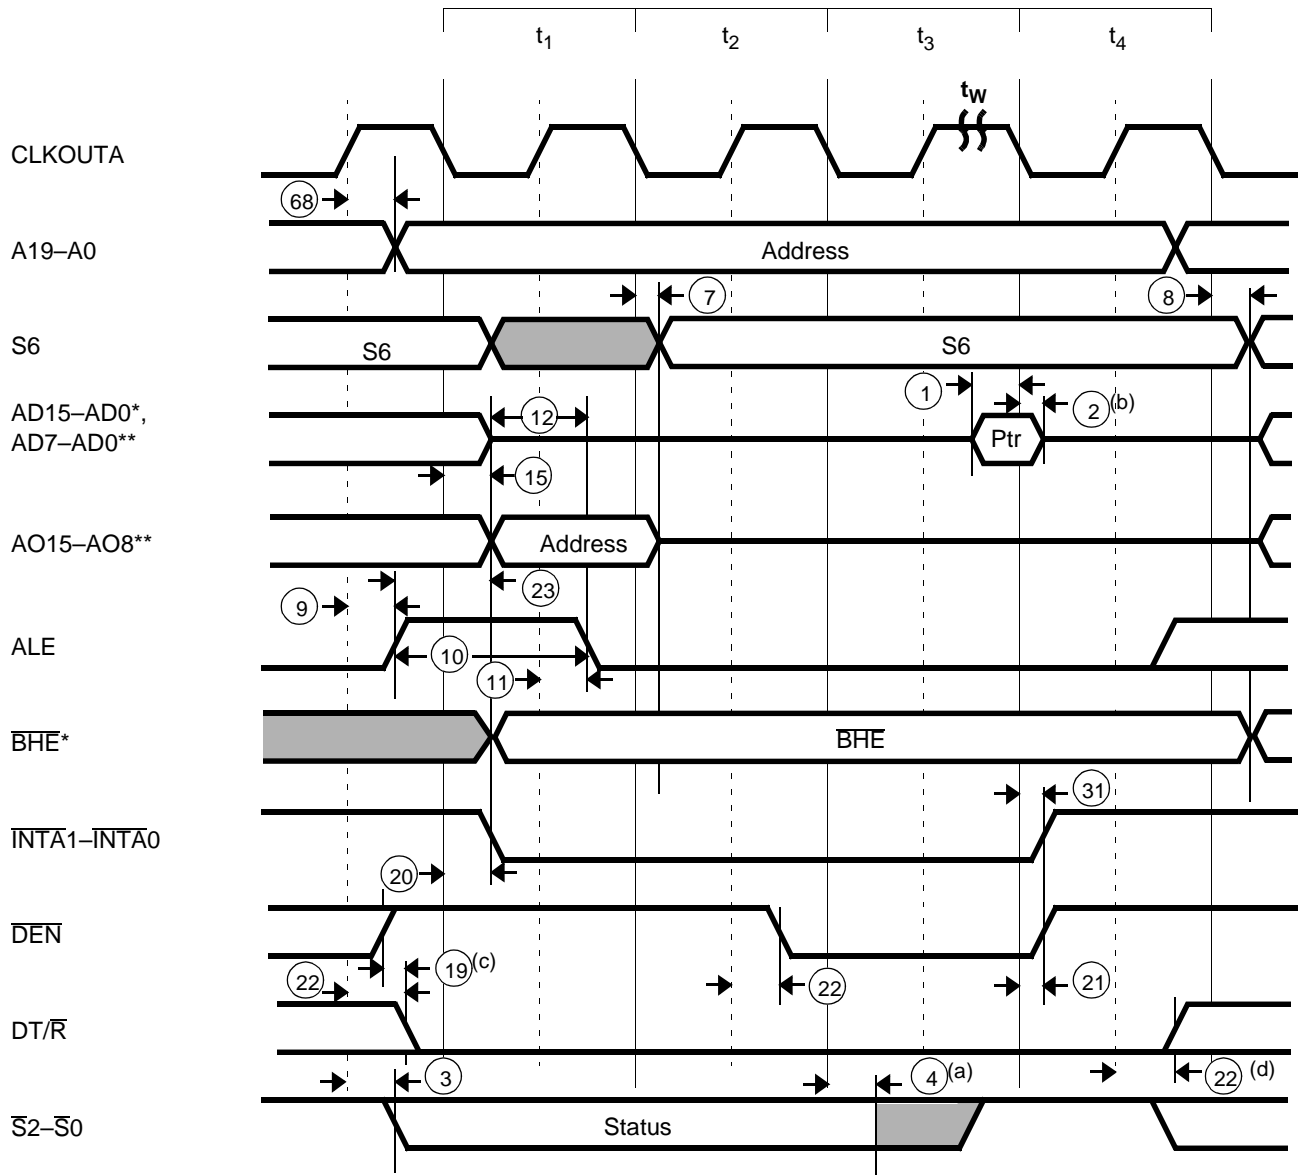 t1 t2 t3 t4
tW
CLKOUTA
68
A19–A0 Address
7 8
S6 S6 S6
1
AD15–AD0*, 12 2(b)
AD7–AD0** Ptr
15
AO15–AO8** Address
23
9
ALE
10
11
BHE* BHE
31
INTA1–INTA0
20
DEN
19(c)
22 22 21
DT/R
3 4(a) 22(d)
S2–S0 Status